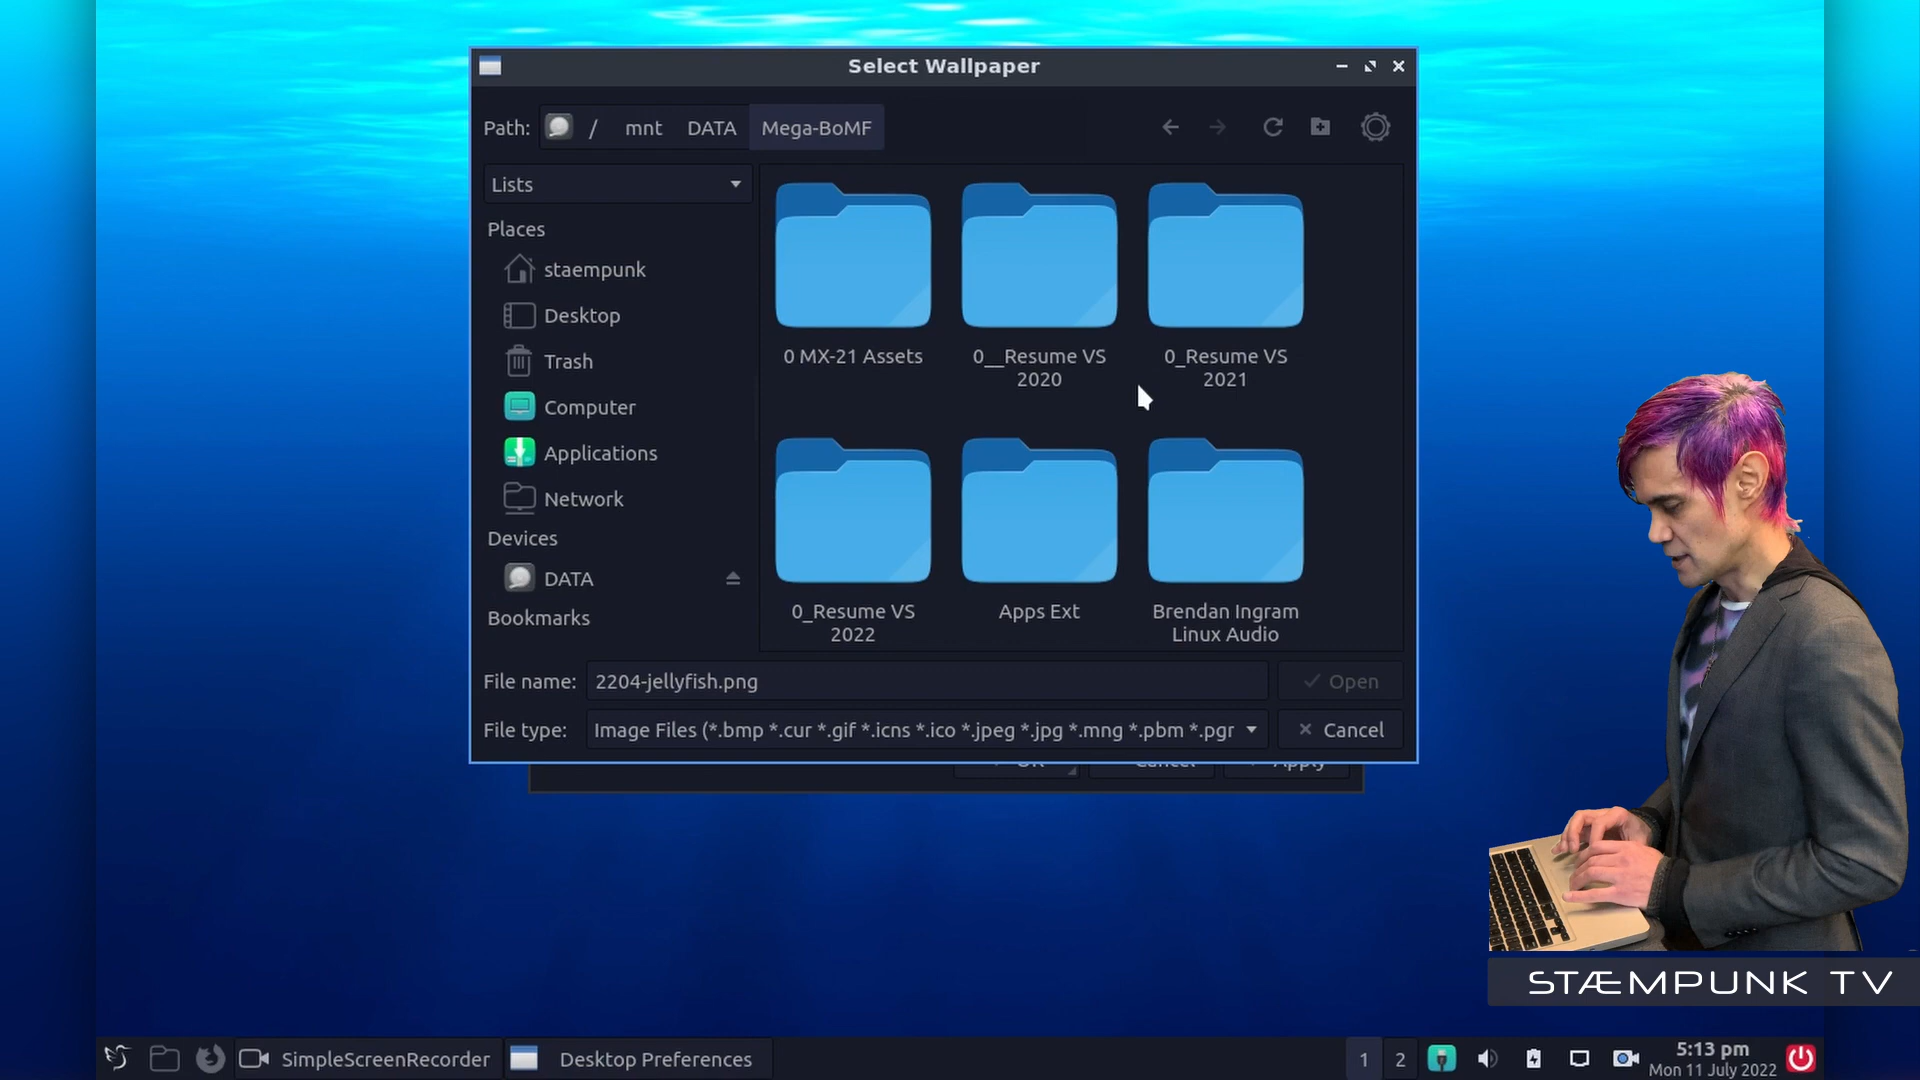 Select Wallpaper
Path: / mnt DATA Mega-BoMF
Lists
Places
staempunk
Desktop
Trash
Computer
Applications
Network
Devices
DATA
Bookmarks
0 MX-21 Assets
0__Resume VS
2020
0_Resume VS
2021
0_Resume VS
2022
Apps Ext
Brendan Ingram
Linux Audio
File name: 2204-jellyfish.png
Open
File type: Image Files (*.bmp *.cur *.gif *.icns *.ico *.jpeg *.jpg *.mng *.pbm *.pgr
Cancel
OK Cancel Apply
STÆMPUNK TV
SimpleScreenRecorder
Desktop Preferences
1 2
5:13 pm
Mon 11 July 2022